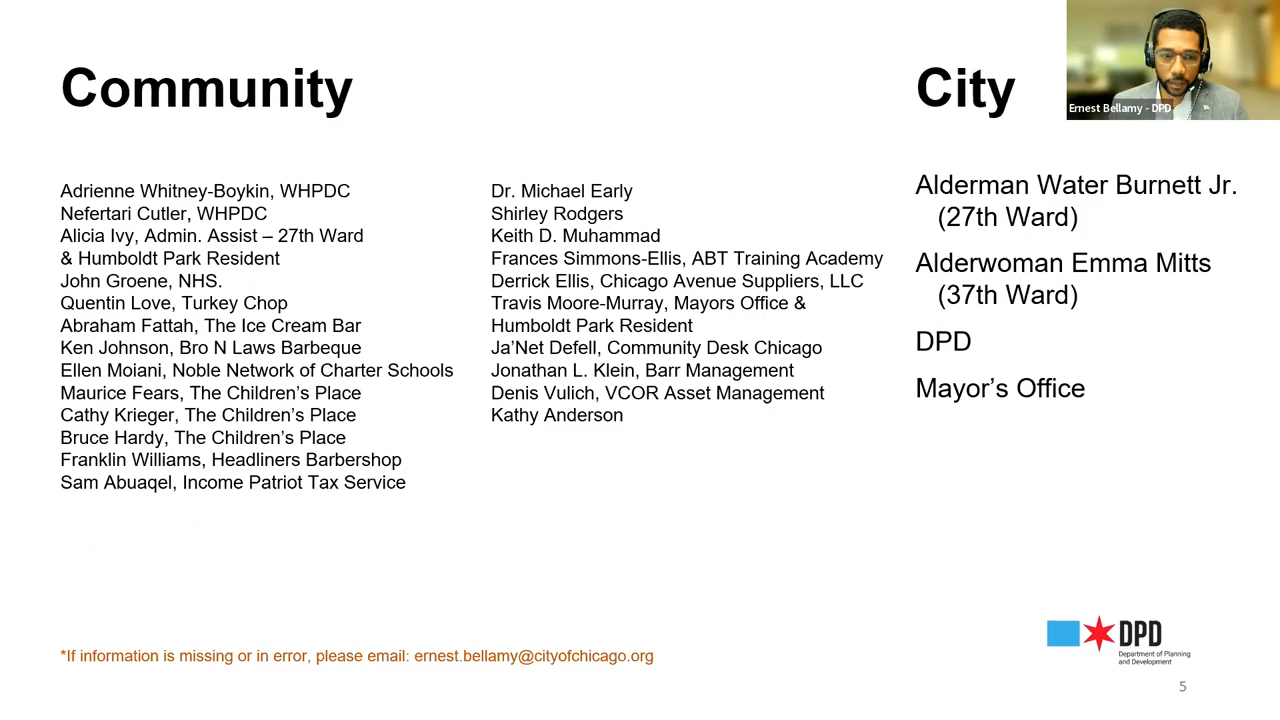 Community
Adrienne Whitney-Boykin, WHPDC
Nefertari Cutler, WHPDC
Alicia Ivy, Admin. Assist – 27th Ward
& Humboldt Park Resident
John Groene, NHS.
Quentin Love, Turkey Chop
Abraham Fattah, The Ice Cream Bar
Ken Johnson, Bro N Laws Barbeque
Ellen Moiani, Noble Network of Charter Schools
Maurice Fears, The Children’s Place
Cathy Krieger, The Children’s Place
Bruce Hardy, The Children’s Place
Franklin Williams, Headliners Barbershop
Sam Abuaqel, Income Patriot Tax Service
Dr. Michael Early
Shirley Rodgers
Keith D. Muhammad
Frances Simmons-Ellis, ABT Training Academy
Derrick Ellis, Chicago Avenue Suppliers, LLC
Travis Moore-Murray, Mayors Office &
Humboldt Park Resident
Ja’Net Defell, Community Desk Chicago
Jonathan L. Klein, Barr Management
Denis Vulich, VCOR Asset Management
Kathy Anderson
City
Alderman Water Burnett Jr.
(27th Ward)
Alderwoman Emma Mitts
(37th Ward)
DPD
Mayor’s Office
Ernest Bellamy - DPD
*If information is missing or in error, please email: ernest.bellamy@cityofchicago.org
DPD
Department of Planning
and Development
5